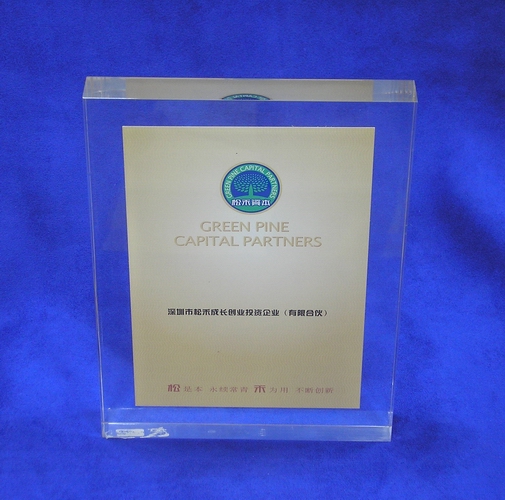 GREEN PINE CAPITAL PARTNERS
松禾资本
GREEN PINE
CAPITAL PARTNERS
深圳市松禾成长创业投资企业（有限合伙）
松是本 永续常青 禾为用 不断创新